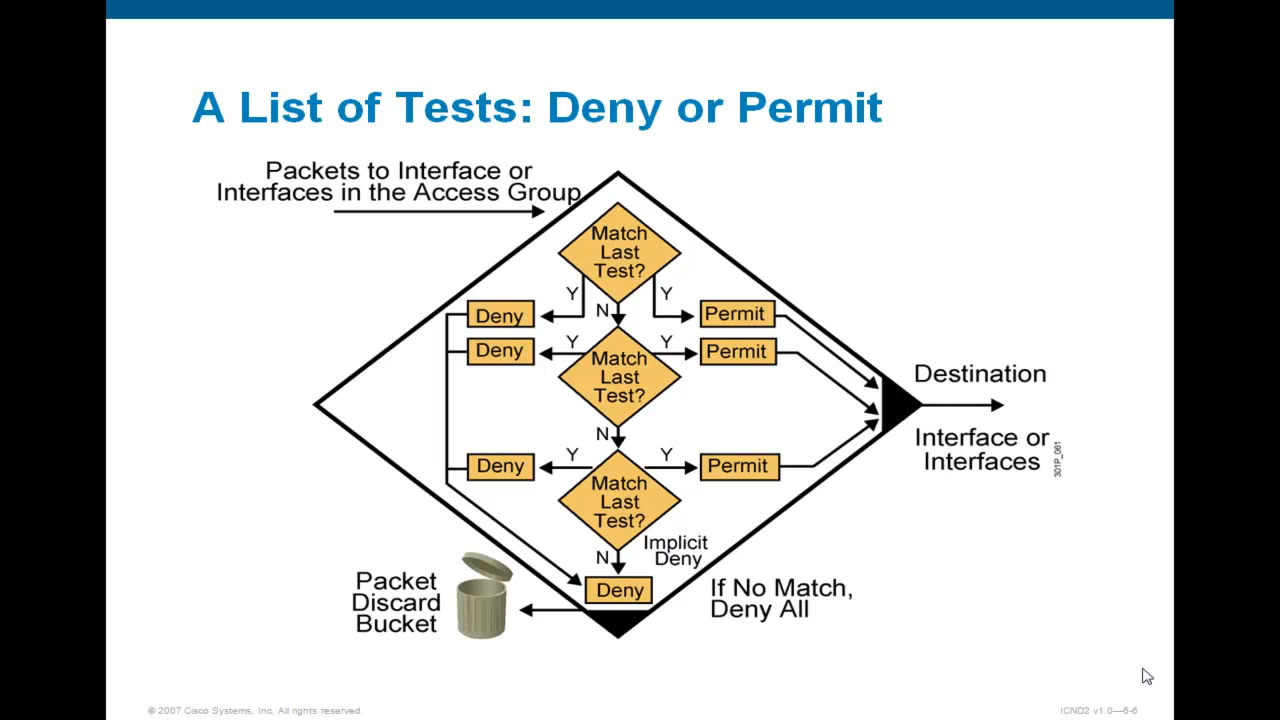 A List of Tests: Deny or Permit
Packets to Interface or
Interfaces in the Access Group
Match
Last
Test?
Y
Y
N
Deny
Permit
Y
Y
Deny
Permit
Match
Last
Test?
Destination
N
Interface or
Interfaces
301P_061
Y
Y
Deny
Permit
Match
Last
Test?
N
Implicit
Deny
Deny
If No Match,
Deny All
Packet
Discard
Bucket
© 2007 Cisco Systems, Inc. All rights reserved.
ICND2 v1.0—6-6